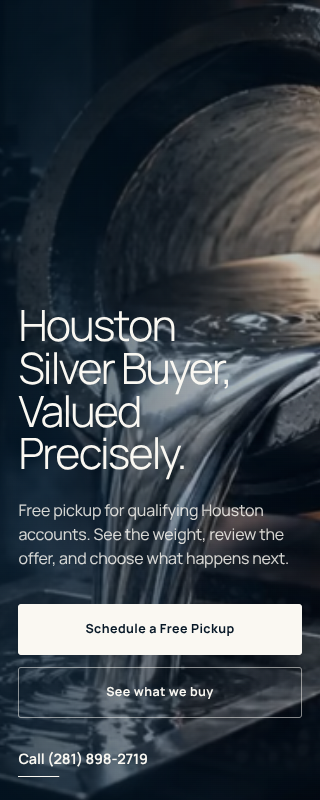 Houston
Silver Buyer,
Valued
Precisely.
Free pickup for qualifying Houston
accounts. See the weight, review the
offer, and choose what happens next.
Schedule a Free Pickup
See what we buy
Call (281) 898-2719